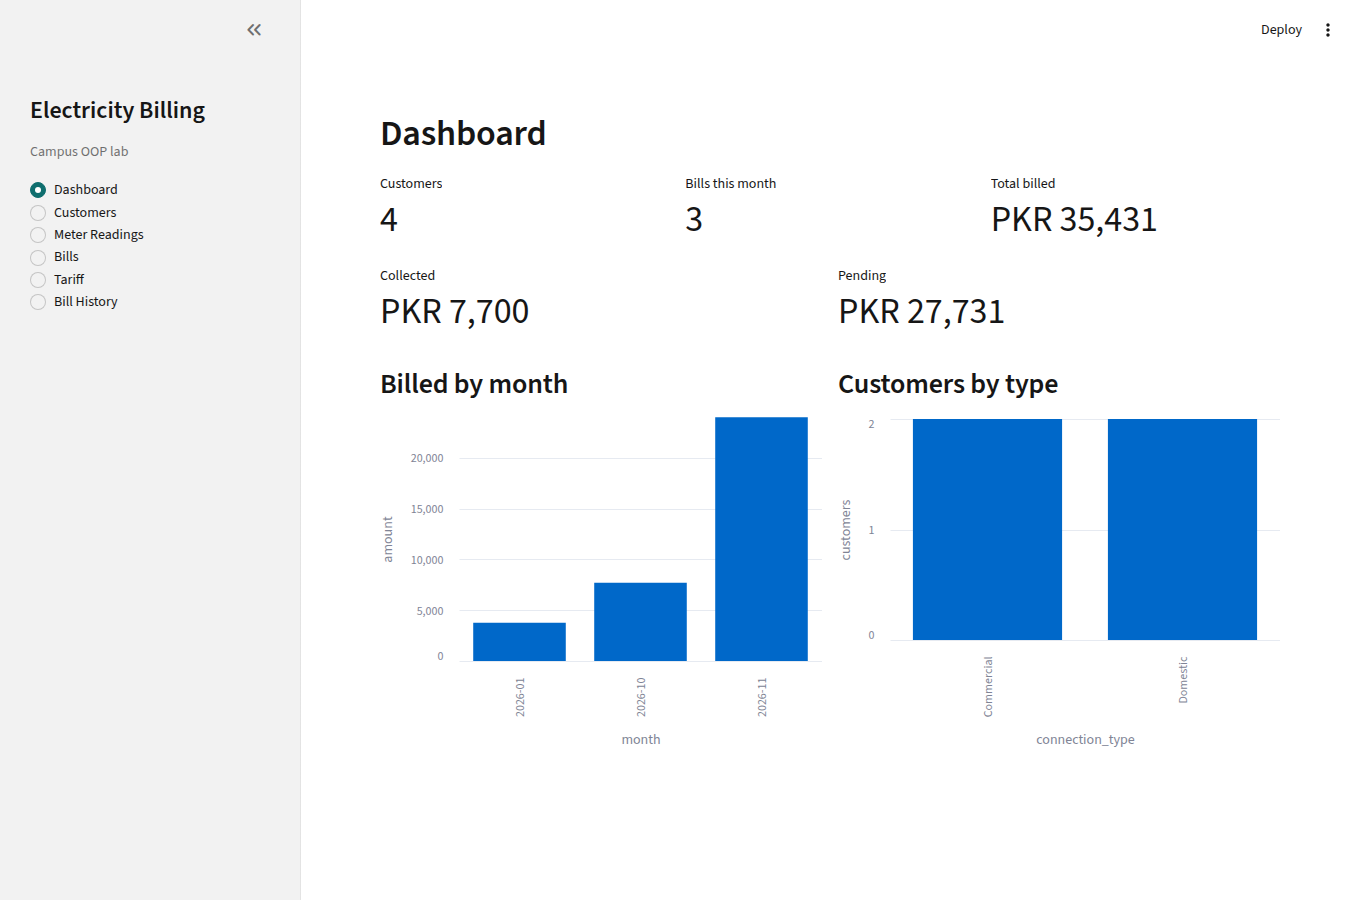 Deploy
Electricity Billing
Campus OOP lab
Dashboard
Customers
Meter Readings
Bills
Tariff
Bill History
Dashboard
Customers
4
Bills this month
3
Total billed
PKR 35,431
Collected
PKR 7,700
Pending
PKR 27,731
Billed by month
20,000
15,000
10,000
5,000
0
amount
2026-01
2026-10
2026-11
month
Customers by type
2
1
0
customers
Commercial
Domestic
connection_type